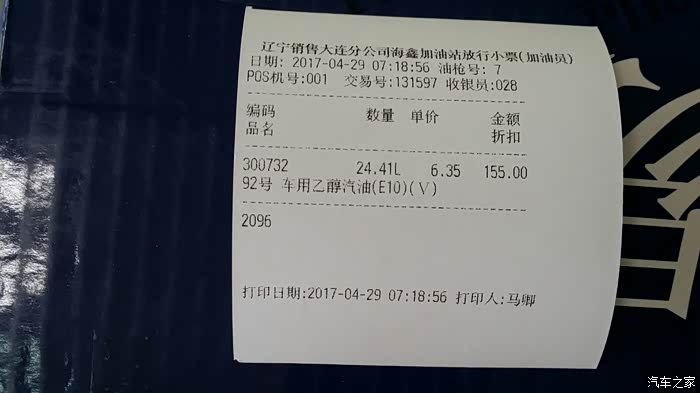 辽宁销售大连分公司海鑫加油站放行小票(加油员)
日期: 2017-04-29 07:18:56 油枪号: 7
POS机号:001 交易号:131597 收银员:028
编码 数量 单价 金额
品名 折扣
300732 24.41L 6.35 155.00
92号 车用乙醇汽油(E10)(Ⅴ)
2096
打印日期:2017-04-29 07:18:56 打印人:马卿
汽车之家